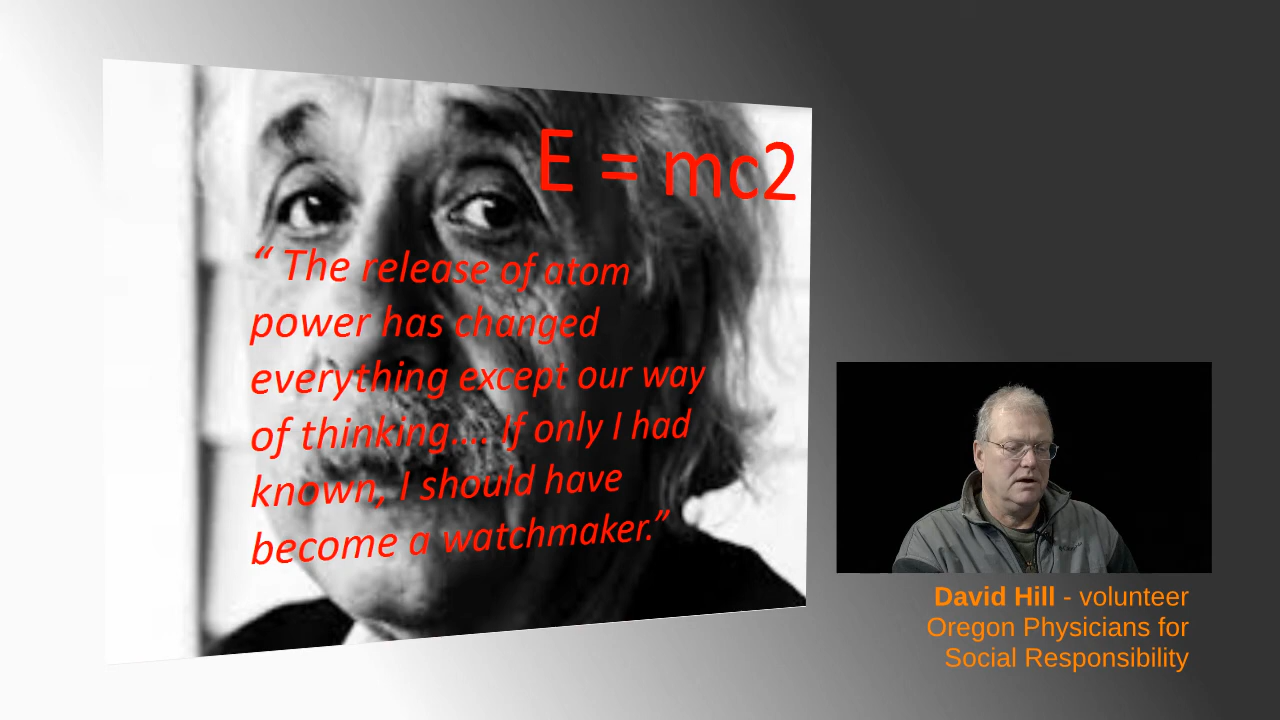 E = mc2
“ The release of atom
power has changed
everything except our way
of thinking.... If only I had
known, I should have
become a watchmaker.”
David Hill - volunteer
Oregon Physicians for
Social Responsibility